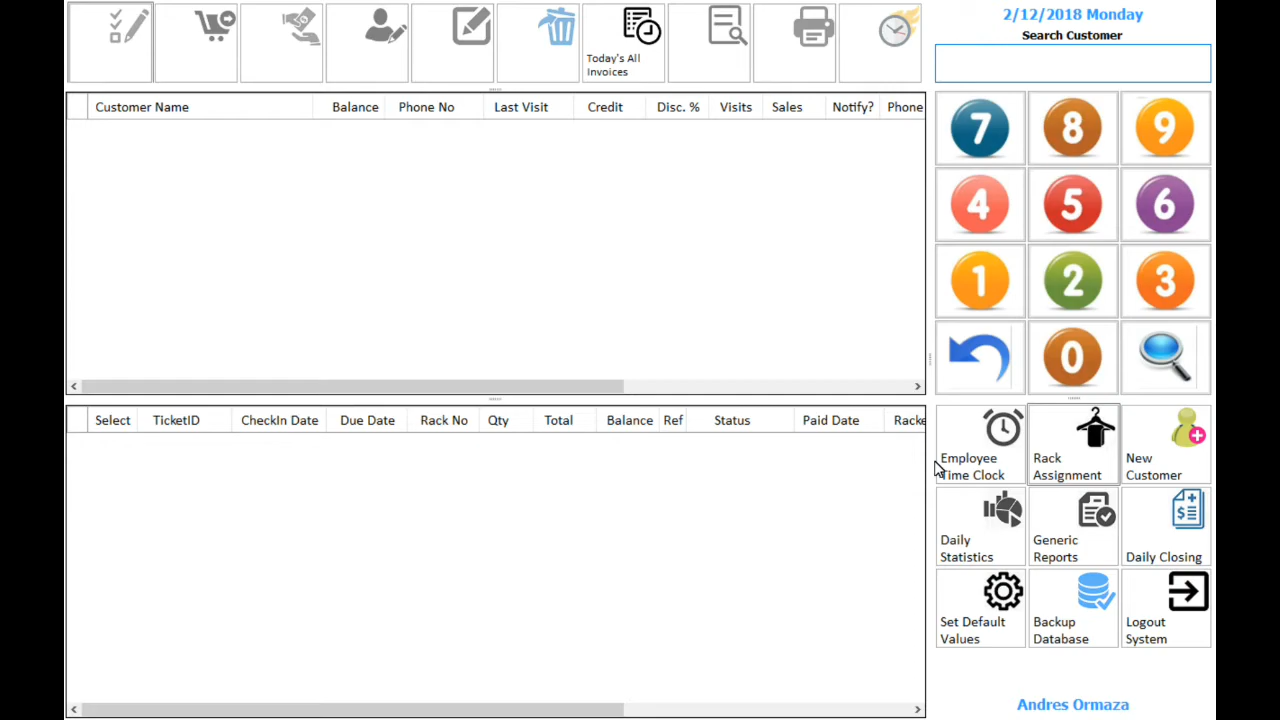 Today's All
Invoices
2/12/2018 Monday
Search Customer
Customer Name Balance Phone No Last Visit Credit Disc. % Visits Sales Notify? Phone
7 8 9
4 5 6
1 2 3
0
Select TicketID CheckIn Date Due Date Rack No Qty Total Balance Ref Status Paid Date Racke
Employee
Time Clock
Rack
Assignment
New
Customer
Daily
Statistics
Generic
Reports
Daily Closing
Set Default
Values
Backup
Database
Logout
System
Andres Ormaza